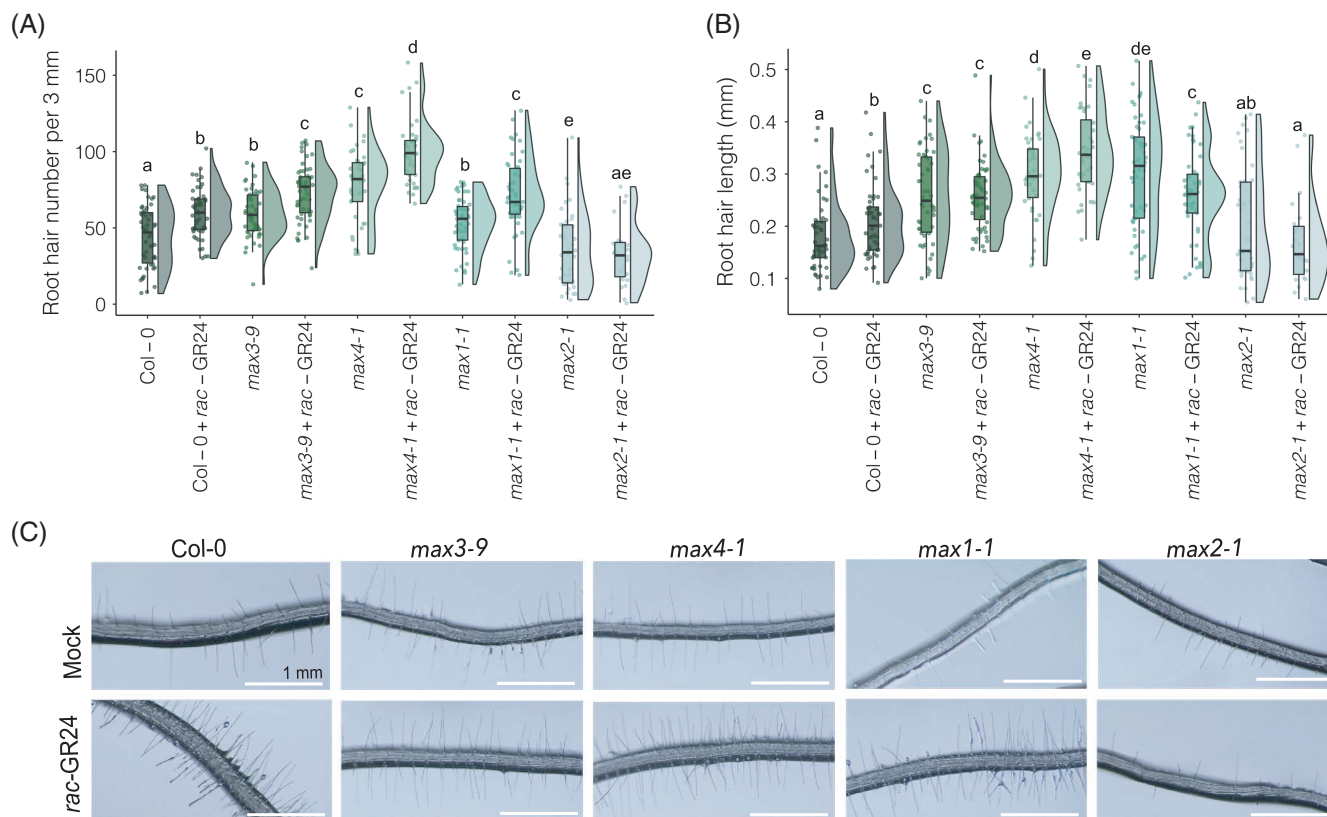 (A)
Root hair number per 3 mm
150
100
50
0
a
b
b
c
c
d
b
c
e
ae
Col – 0
Col – 0 + rac – GR24
max3-9
max3-9 + rac – GR24
max4-1
max4-1 + rac – GR24
max1-1
max1-1 + rac – GR24
max2-1
max2-1 + rac – GR24
(B)
Root hair length (mm)
0.5
0.4
0.3
0.2
0.1
a
b
c
c
d
e
de
c
ab
a
Col – 0
Col – 0 + rac – GR24
max3-9
max3-9 + rac – GR24
max4-1
max4-1 + rac – GR24
max1-1
max1-1 + rac – GR24
max2-1
max2-1 + rac – GR24
(C)
Col-0 max3-9 max4-1 max1-1 max2-1
Mock
1 mm
rac-GR24